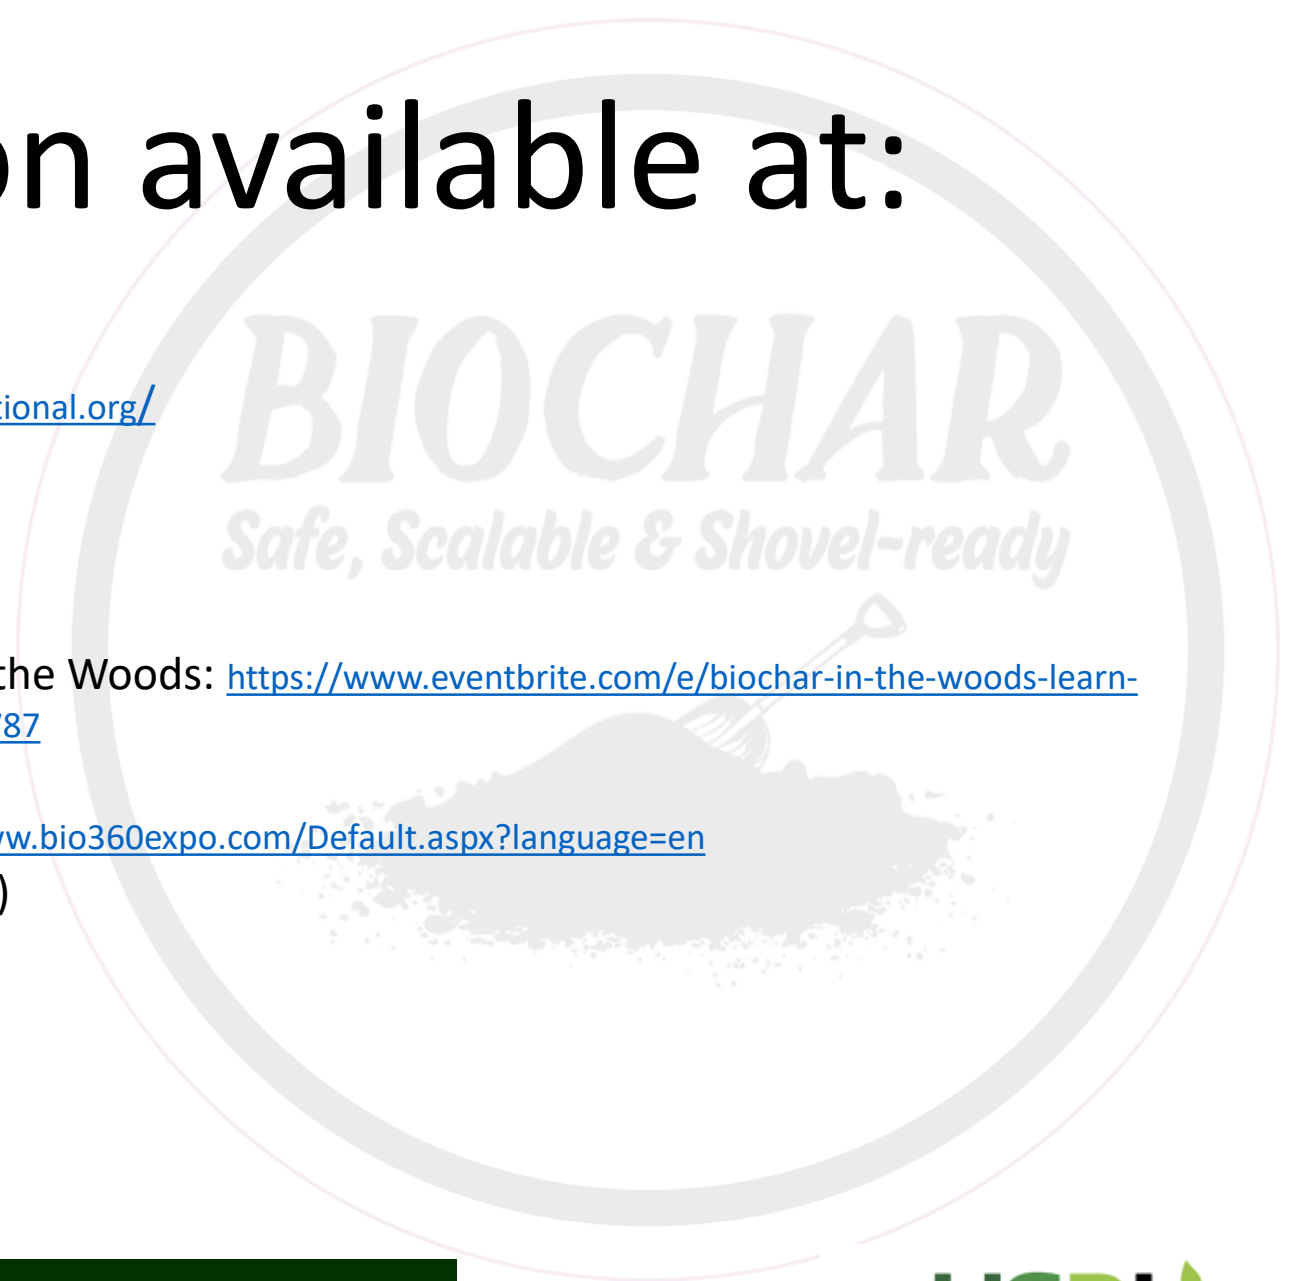 on available at:
BIOCHAR
tional.org/
Safe, Scalable & Shovel-ready
the Woods: https://www.eventbrite.com/e/biochar-in-the-woods-learn-
787
ww.bio360expo.com/Default.aspx?language=en
)